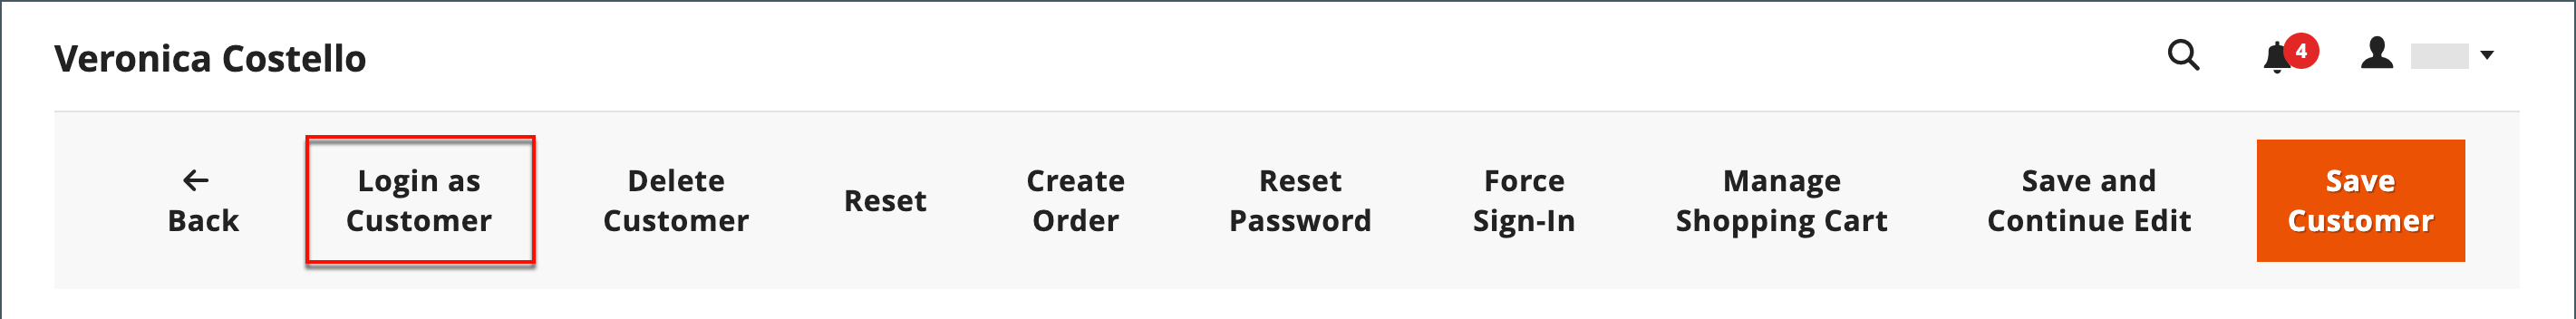 Veronica Costello
4
← Back
Login as
Customer
Delete
Customer
Reset
Create
Order
Reset
Password
Force
Sign-In
Manage
Shopping Cart
Save and
Continue Edit
Save
Customer